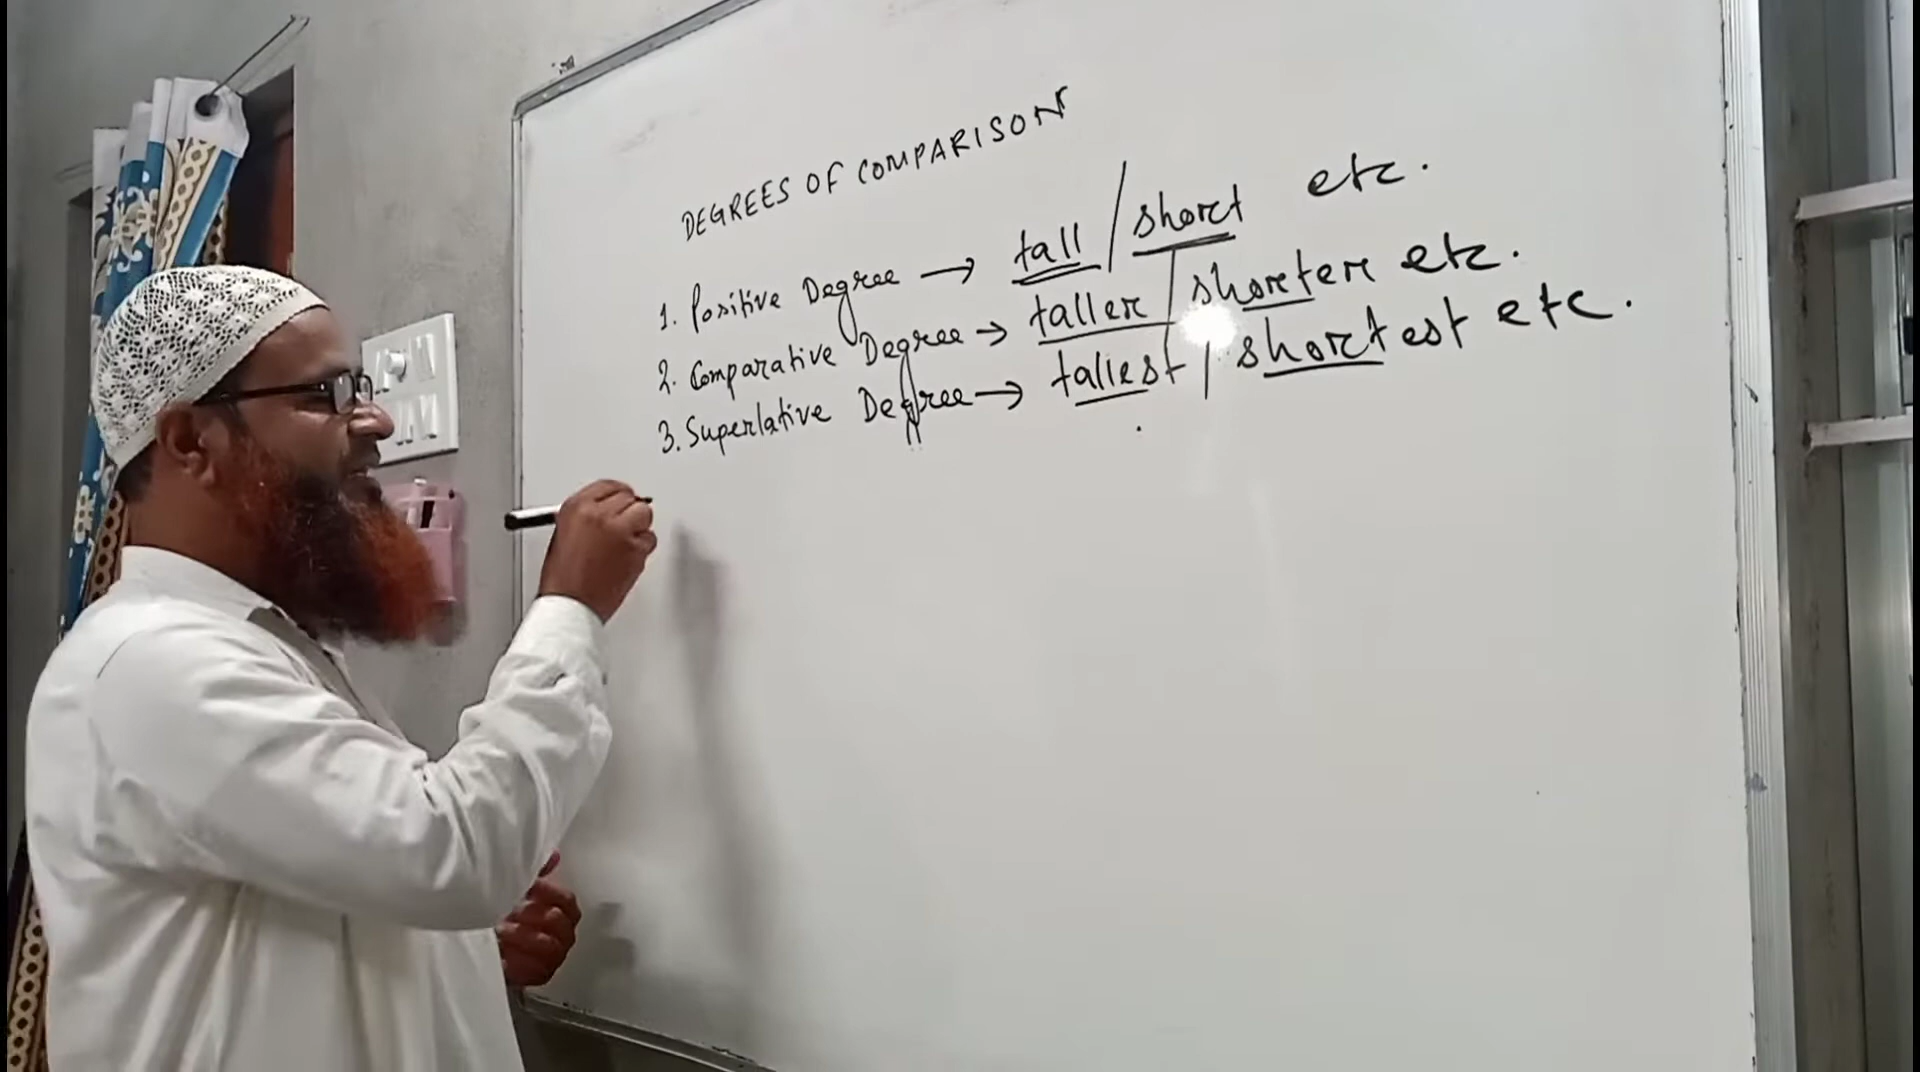 DEGREES OF COMPARISON
1. Positive Degree → tall / short etc.
2. Comparative Degree → taller / shorter etc.
3. Superlative Degree → tallest / shortest etc.